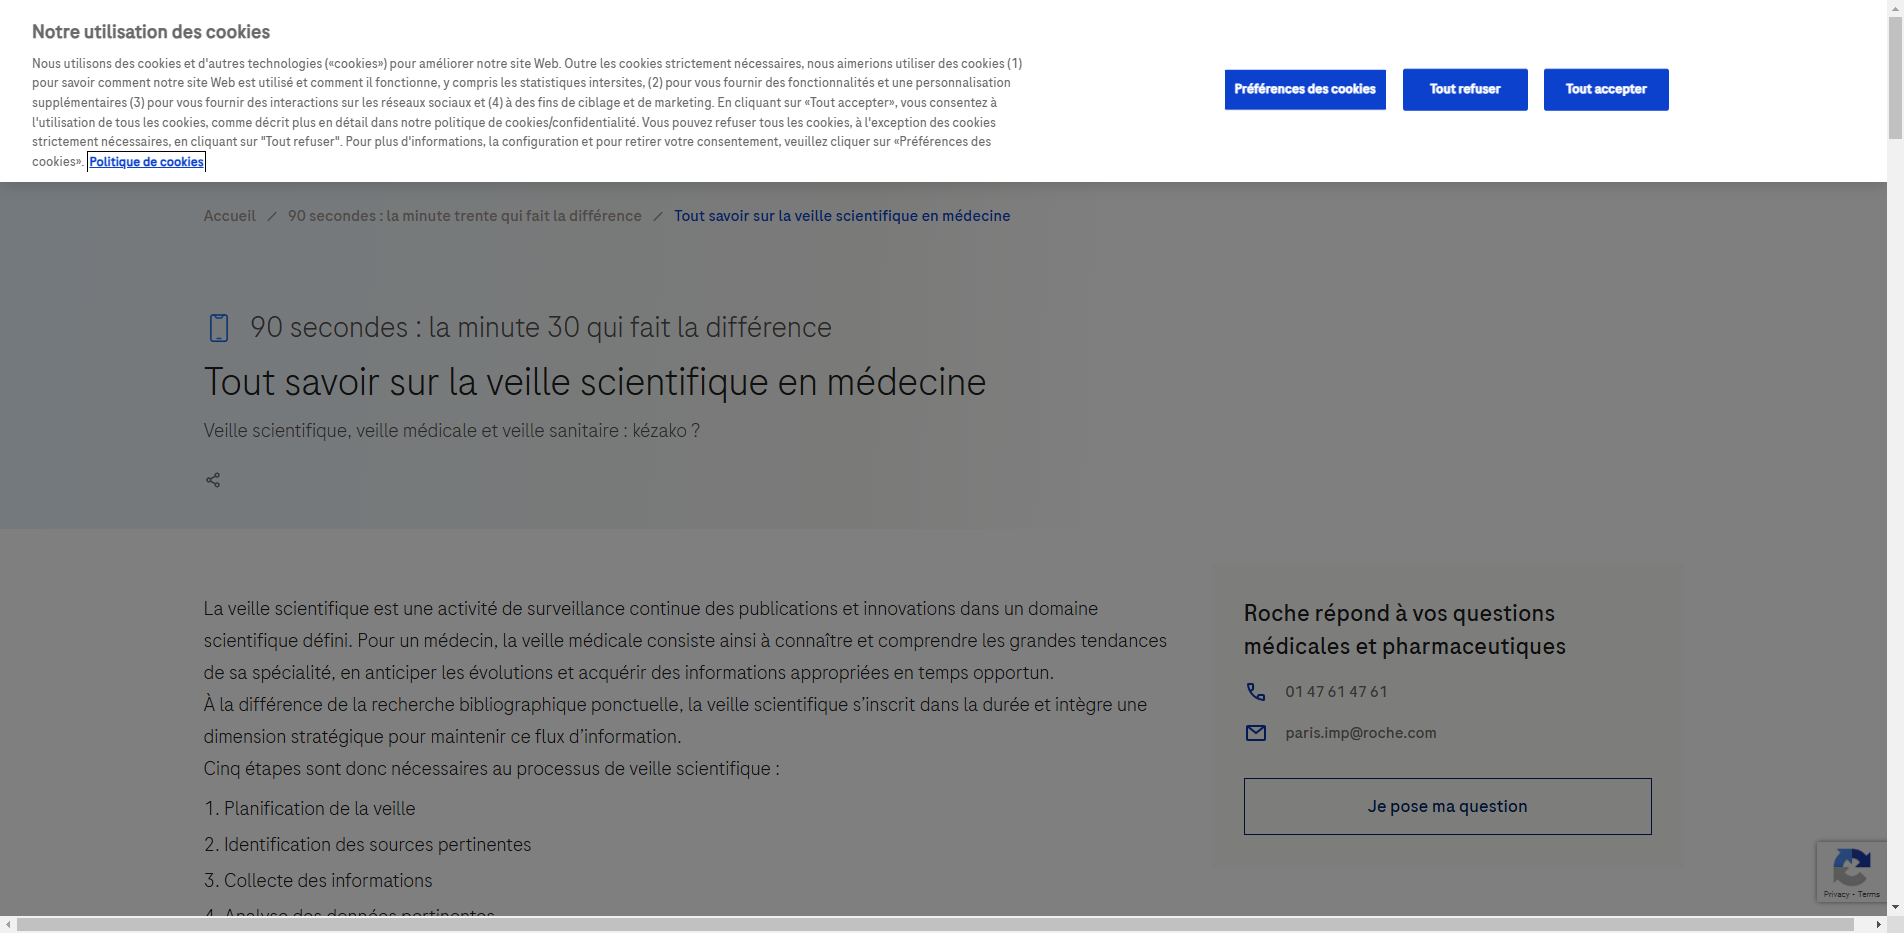 Notre utilisation des cookies
Nous utilisons des cookies et d'autres technologies («cookies») pour améliorer notre site Web. Outre les cookies strictement nécessaires, nous aimerions utiliser des cookies (1)
pour savoir comment notre site Web est utilisé et comment il fonctionne, y compris les statistiques intersites, (2) pour vous fournir des fonctionnalités et une personnalisation
supplémentaires (3) pour vous fournir des interactions sur les réseaux sociaux et (4) à des fins de ciblage et de marketing. En cliquant sur «Tout accepter», vous consentez à
l'utilisation de tous les cookies, comme décrit plus en détail dans notre politique de cookies/confidentialité. Vous pouvez refuser tous les cookies, à l'exception des cookies
strictement nécessaires, en cliquant sur "Tout refuser". Pour plus d'informations, la configuration et pour retirer votre consentement, veuillez cliquer sur «Préférences des
cookies». Politique de cookies
Préférences des cookies
Tout refuser
Tout accepter
Accueil / 90 secondes : la minute trente qui fait la différence / Tout savoir sur la veille scientifique en médecine
90 secondes : la minute 30 qui fait la différence
Tout savoir sur la veille scientifique en médecine
Veille scientifique, veille médicale et veille sanitaire : kézako ?
La veille scientifique est une activité de surveillance continue des publications et innovations dans un domaine
scientifique défini. Pour un médecin, la veille médicale consiste ainsi à connaître et comprendre les grandes tendances
de sa spécialité, en anticiper les évolutions et acquérir des informations appropriées en temps opportun.
À la différence de la recherche bibliographique ponctuelle, la veille scientifique s’inscrit dans la durée et intègre une
dimension stratégique pour maintenir ce flux d’information.
Cinq étapes sont donc nécessaires au processus de veille scientifique :
1. Planification de la veille
2. Identification des sources pertinentes
3. Collecte des informations
4. Analyse des données pertinentes
Roche répond à vos questions
médicales et pharmaceutiques
01 47 61 47 61
paris.imp@roche.com
Je pose ma question
Privacy - Terms